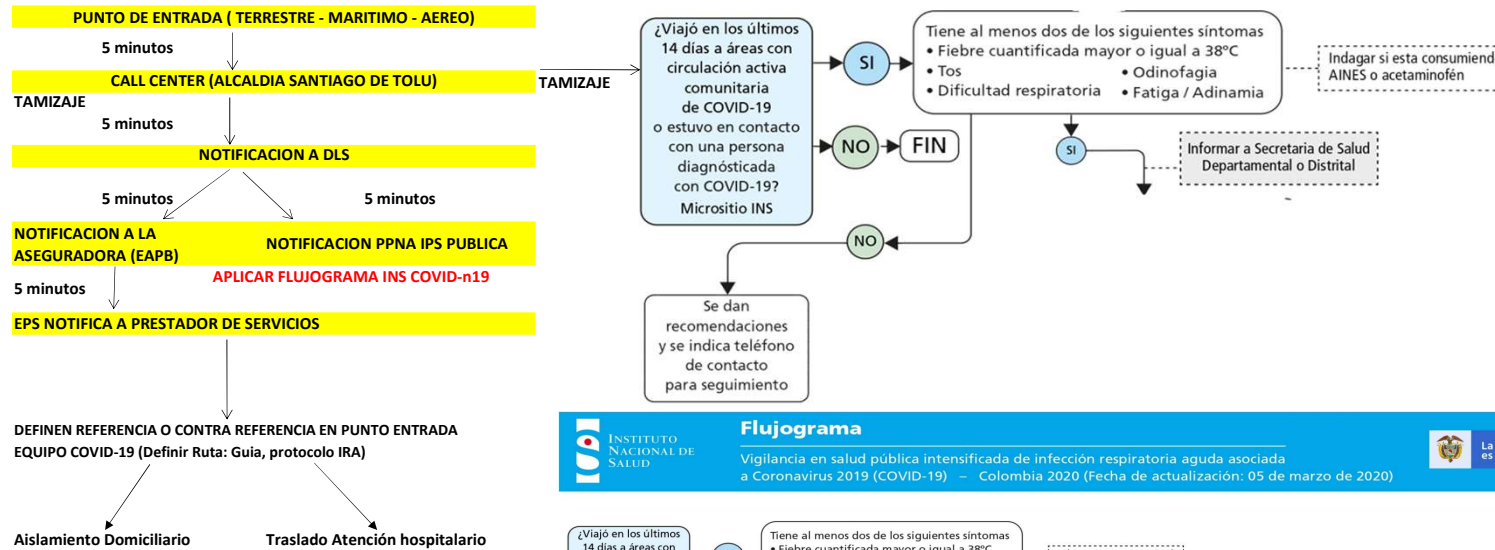 PUNTO DE ENTRADA ( TERRESTRE - MARITIMO - AEREO)
5 minutos
CALL CENTER (ALCALDIA SANTIAGO DE TOLU)
TAMIZAJE
5 minutos
NOTIFICACION A DLS
5 minutos
5 minutos
NOTIFICACION A LA
ASEGURADORA (EAPB)
NOTIFICACION PPNA IPS PUBLICA
APLICAR FLUJOGRAMA INS COVID-n19
5 minutos
EPS NOTIFICA A PRESTADOR DE SERVICIOS
DEFINEN REFERENCIA O CONTRA REFERENCIA EN PUNTO ENTRADA
EQUIPO COVID-19 (Definir Ruta: Guia, protocolo IRA)
Aislamiento Domiciliario
Traslado Atención hospitalario
TAMIZAJE
¿Viajó en los últimos
14 días a áreas con
circulación activa
comunitaria
de COVID-19
o estuvo en contacto
con una persona
diagnósticada
con COVID-19?
Micrositio INS
SI
NO
FIN
Tiene al menos dos de los siguientes síntomas
• Fiebre cuantificada mayor o igual a 38ºC
• Tos
• Odinofagia
• Dificultad respiratoria
• Fatiga / Adinamia
Indagar si esta consumiend
AINES o acetaminofén
SI
Informar a Secretaria de Salud
Departamental o Distrital
NO
Se dan
recomendaciones
y se indica teléfono
de contacto
para seguimiento
INSTITUTO
NACIONAL DE
SALUD
Flujograma
Vigilancia en salud pública intensificada de infección respiratoria aguda asociada
a Coronavirus 2019 (COVID-19) – Colombia 2020 (Fecha de actualización: 05 de marzo de 2020)
La
es
¿Viajó en los últimos
14 días a áreas con
Tiene al menos dos de los siguientes síntomas
• Fiebre cuantificada mayor o igual a 38ºC